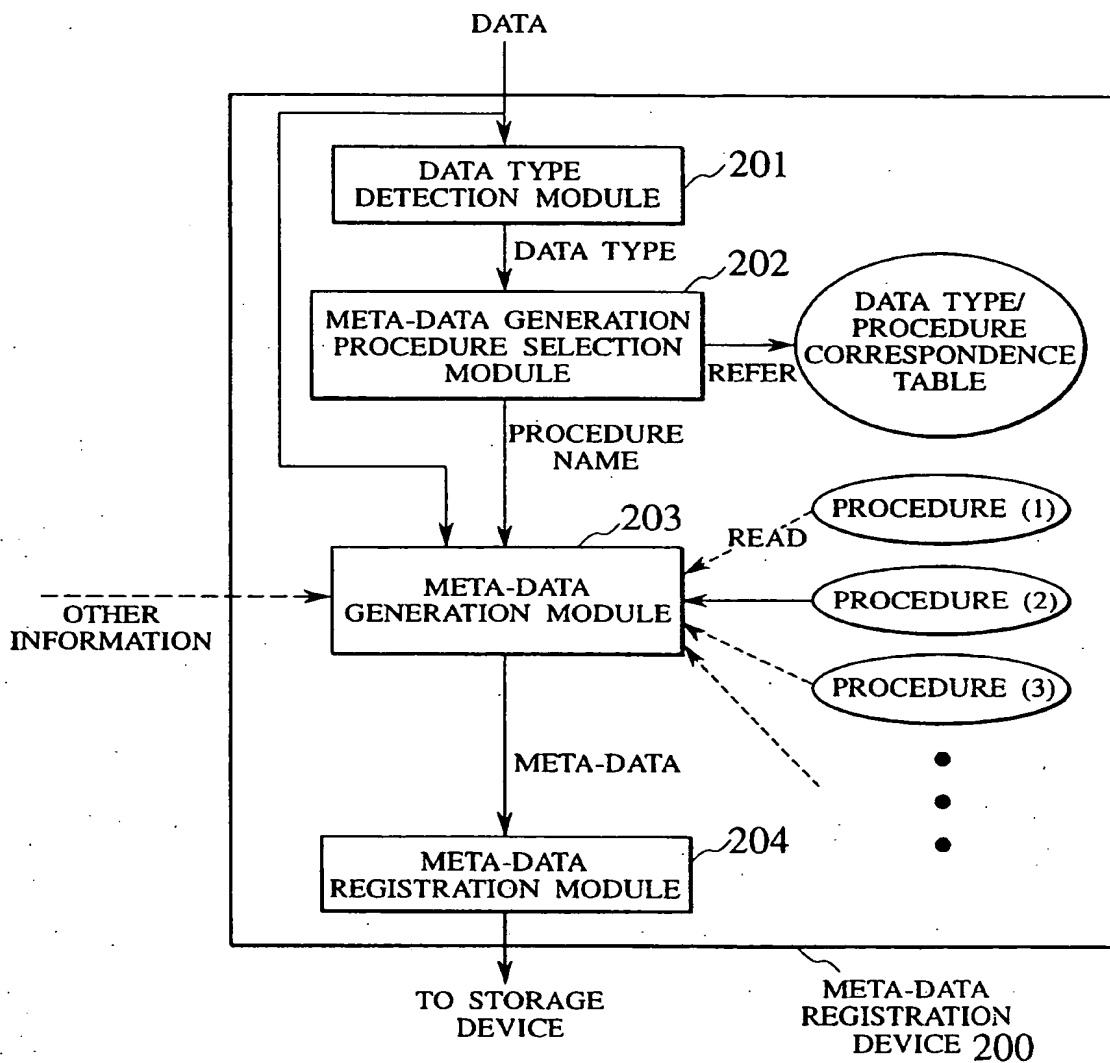 DATA
DATA TYPE
DETECTION MODULE
201
DATA TYPE
202
META-DATA GENERATION
PROCEDURE SELECTION
MODULE
REFER
DATA TYPE/
PROCEDURE
CORRESPONDENCE
TABLE
PROCEDURE
NAME
203
READ
PROCEDURE (1)
META-DATA
GENERATION MODULE
PROCEDURE (2)
OTHER
INFORMATION
PROCEDURE (3)
META-DATA
204
META-DATA
REGISTRATION MODULE
TO STORAGE
DEVICE
META-DATA
REGISTRATION
DEVICE 200